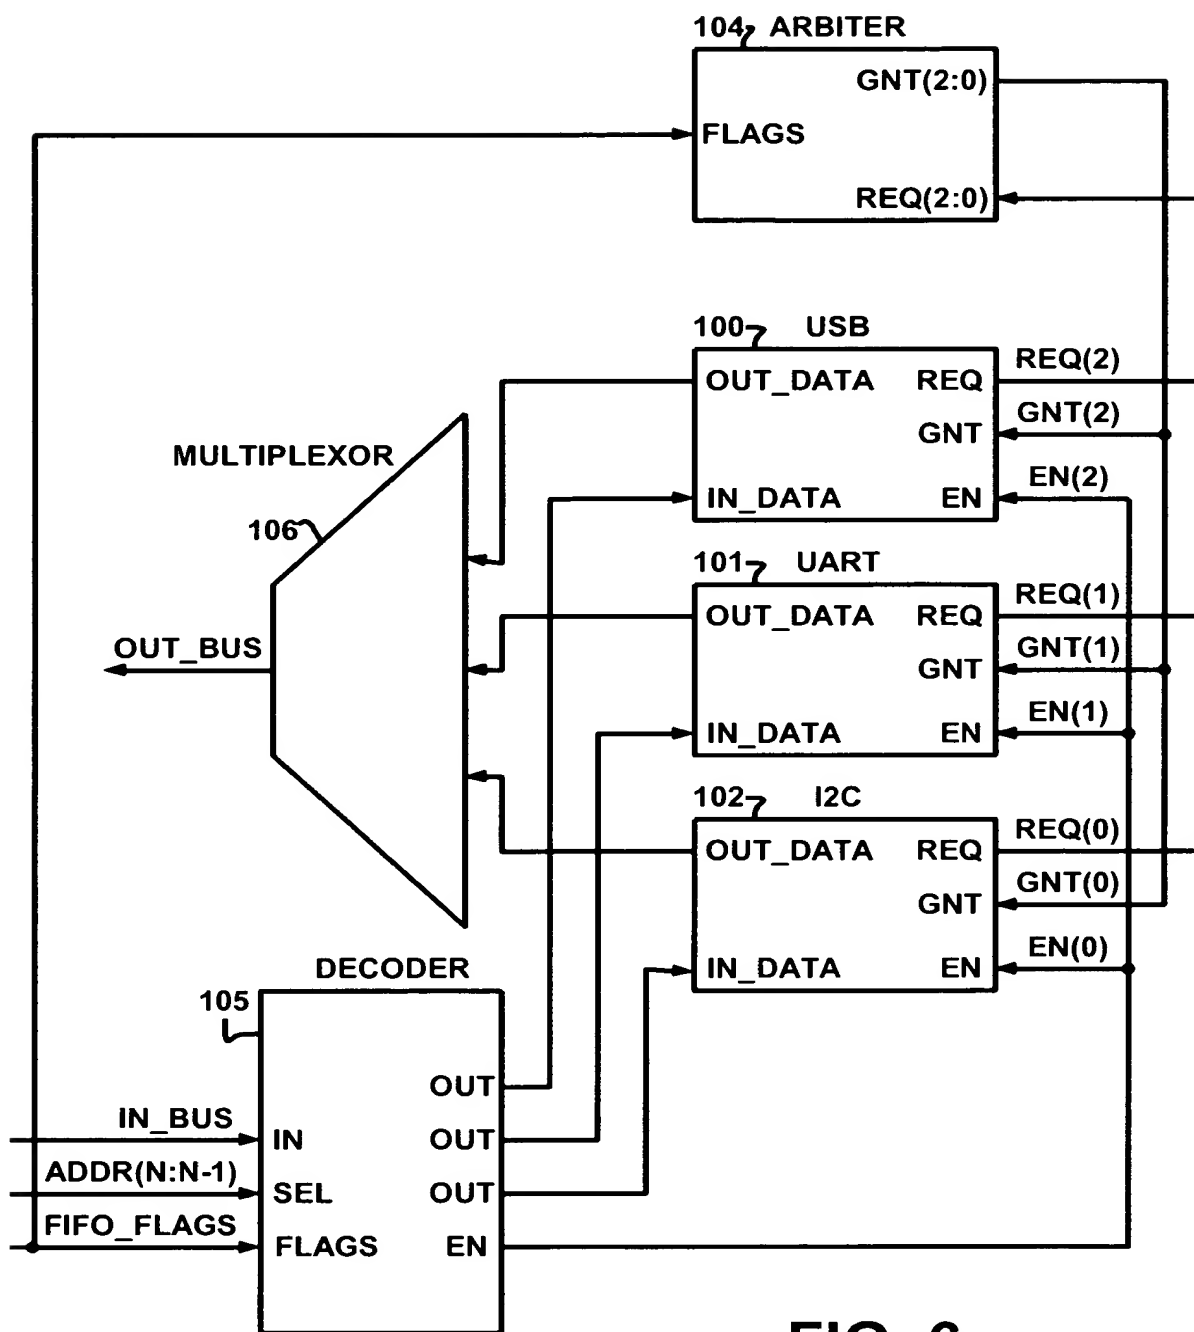 104 ARBITER
GNT(2:0)
FLAGS
REQ(2:0)
100 USB
OUT_DATA REQ
REQ(2)
GNT
GNT(2)
IN_DATA EN
EN(2)
MULTIPLEXOR
106
OUT_BUS
101 UART
OUT_DATA REQ
REQ(1)
GNT
GNT(1)
IN_DATA EN
EN(1)
102 I2C
OUT_DATA REQ
REQ(0)
GNT
GNT(0)
IN_DATA EN
EN(0)
DECODER
105
OUT
IN_BUS
IN OUT
ADDR(N:N-1)
SEL OUT
FIFO_FLAGS
FLAGS EN